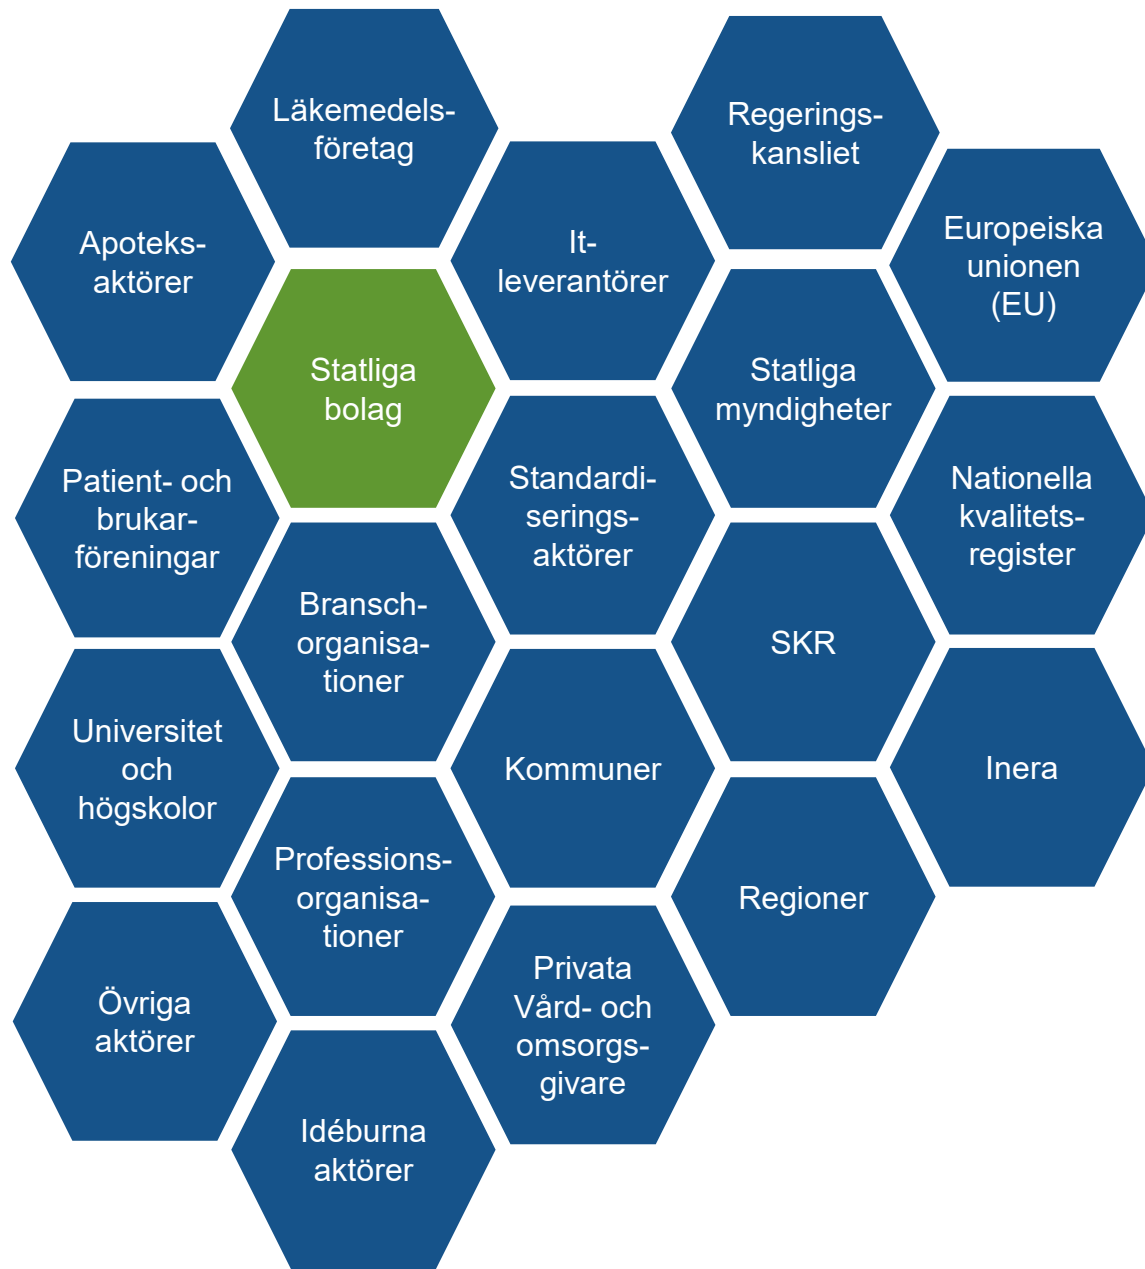 Läkemedels-
företag
Regerings-
kansliet
Apoteks-
aktörer
It-
leverantörer
Europeiska
unionen
(EU)
Statliga
bolag
Statliga
myndigheter
Patient- och
brukar-
föreningar
Standardi-
serings-
aktörer
Nationella
kvalitets-
register
Bransch-
organisa-
tioner
SKR
Universitet
och
högskolor
Kommuner
Inera
Professions-
organisa-
tioner
Regioner
Övriga
aktörer
Privata
Vård- och
omsorgs-
givare
Idéburna
aktörer